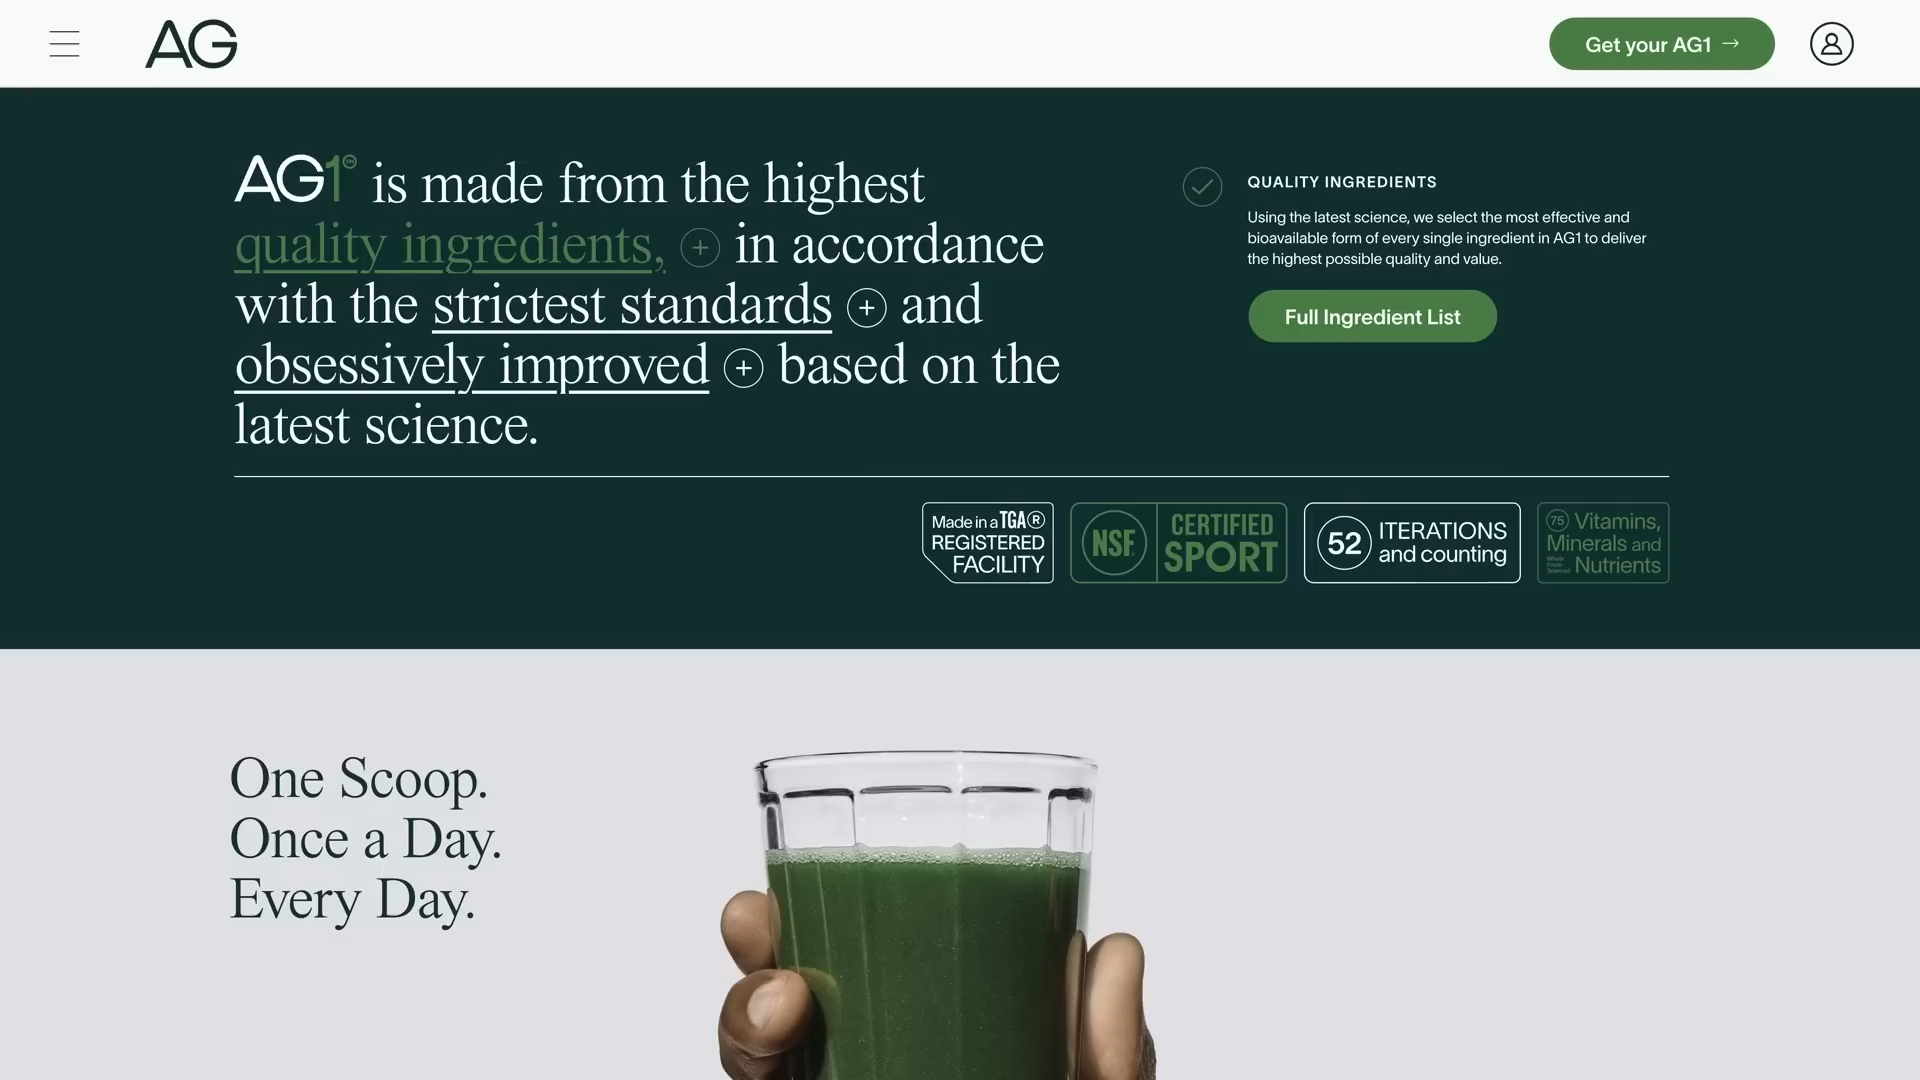 AG
Get your AG1 →
AG1™ is made from the highest
quality ingredients, + in accordance
with the strictest standards + and
obsessively improved + based on the
latest science.
QUALITY INGREDIENTS
Using the latest science, we select the most effective and
bioavailable form of every single ingredient in AG1 to deliver
the highest possible quality and value.
Full Ingredient List
Made in a TGA®
REGISTERED
FACILITY
NSF
CERTIFIED
SPORT
52 ITERATIONS
and counting
75 Vitamins,
Minerals and
Whole
Food-
Sourced
Nutrients
One Scoop.
Once a Day.
Every Day.